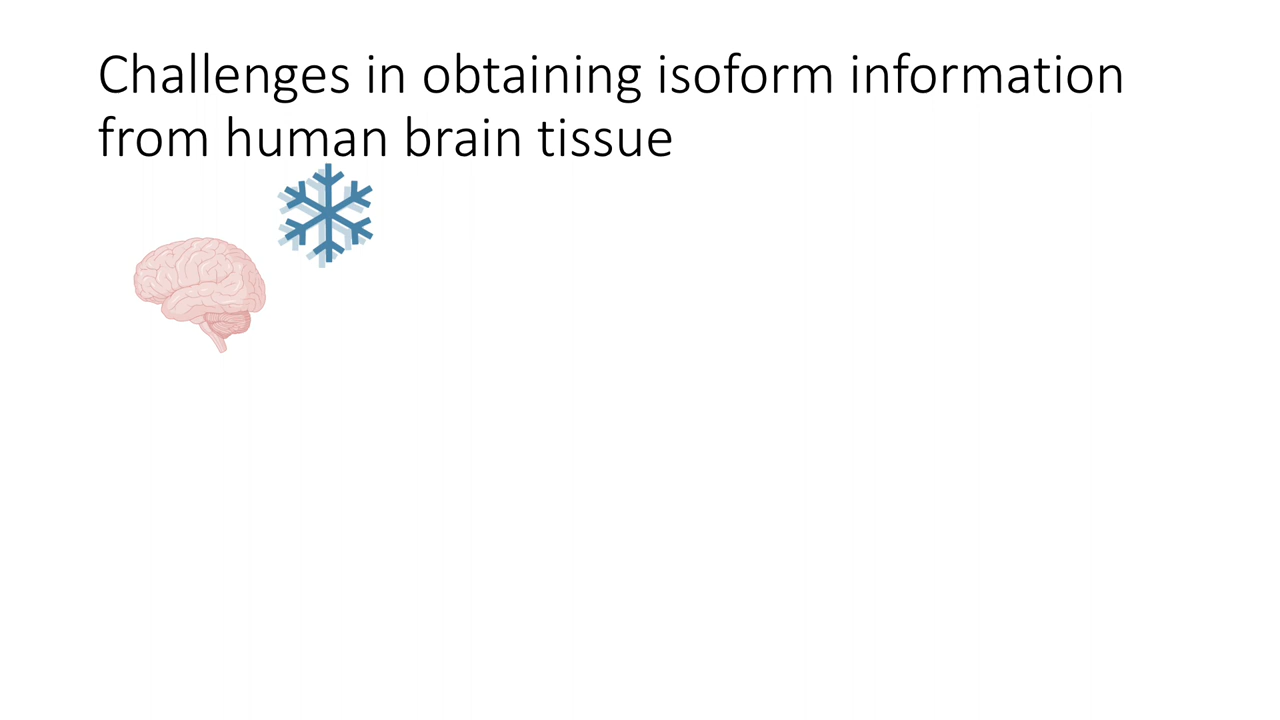 Challenges in obtaining isoform information
from human brain tissue